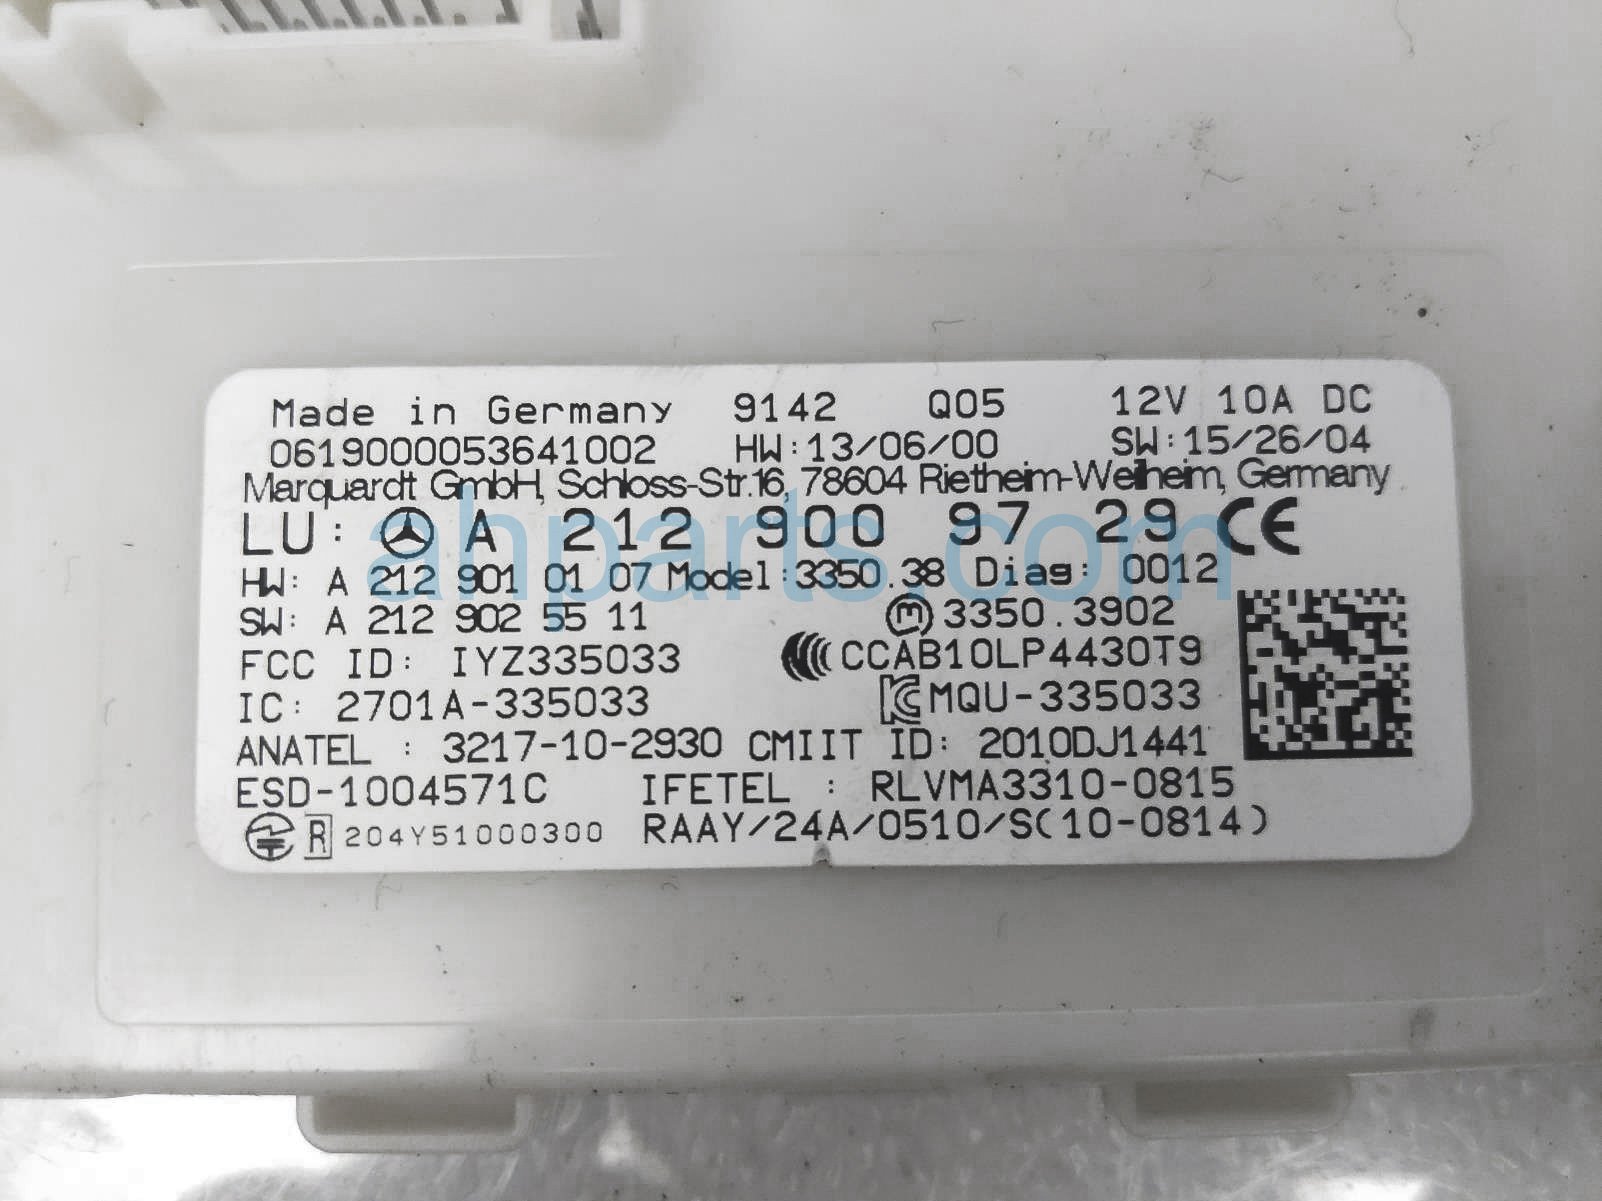 Made in Germany 9142 Q05 12V 10A DC
0619000053641002 HW:13/06/00 SW:15/26/04
Marquardt GmbH, Schloss-Str.16, 78604 Rietheim-Weilheim, Germany
LU: A 212 900 97 29 CE
HW: A 212 901 01 07 Model:3350.38 Diag: 0012
SW: A 212 902 55 11 m 3350.3902
FCC ID: IYZ335033 CCAB10LP4430T9
IC: 2701A-335033 KC MQU-335033
ANATEL : 3217-10-2930 CMIIT ID: 2010DJ1441
ESD-1004571C IFETEL : RLVMA3310-0815
R 204Y51000300 RAAY/24A/0510/S(10-0814)
ahparts.com